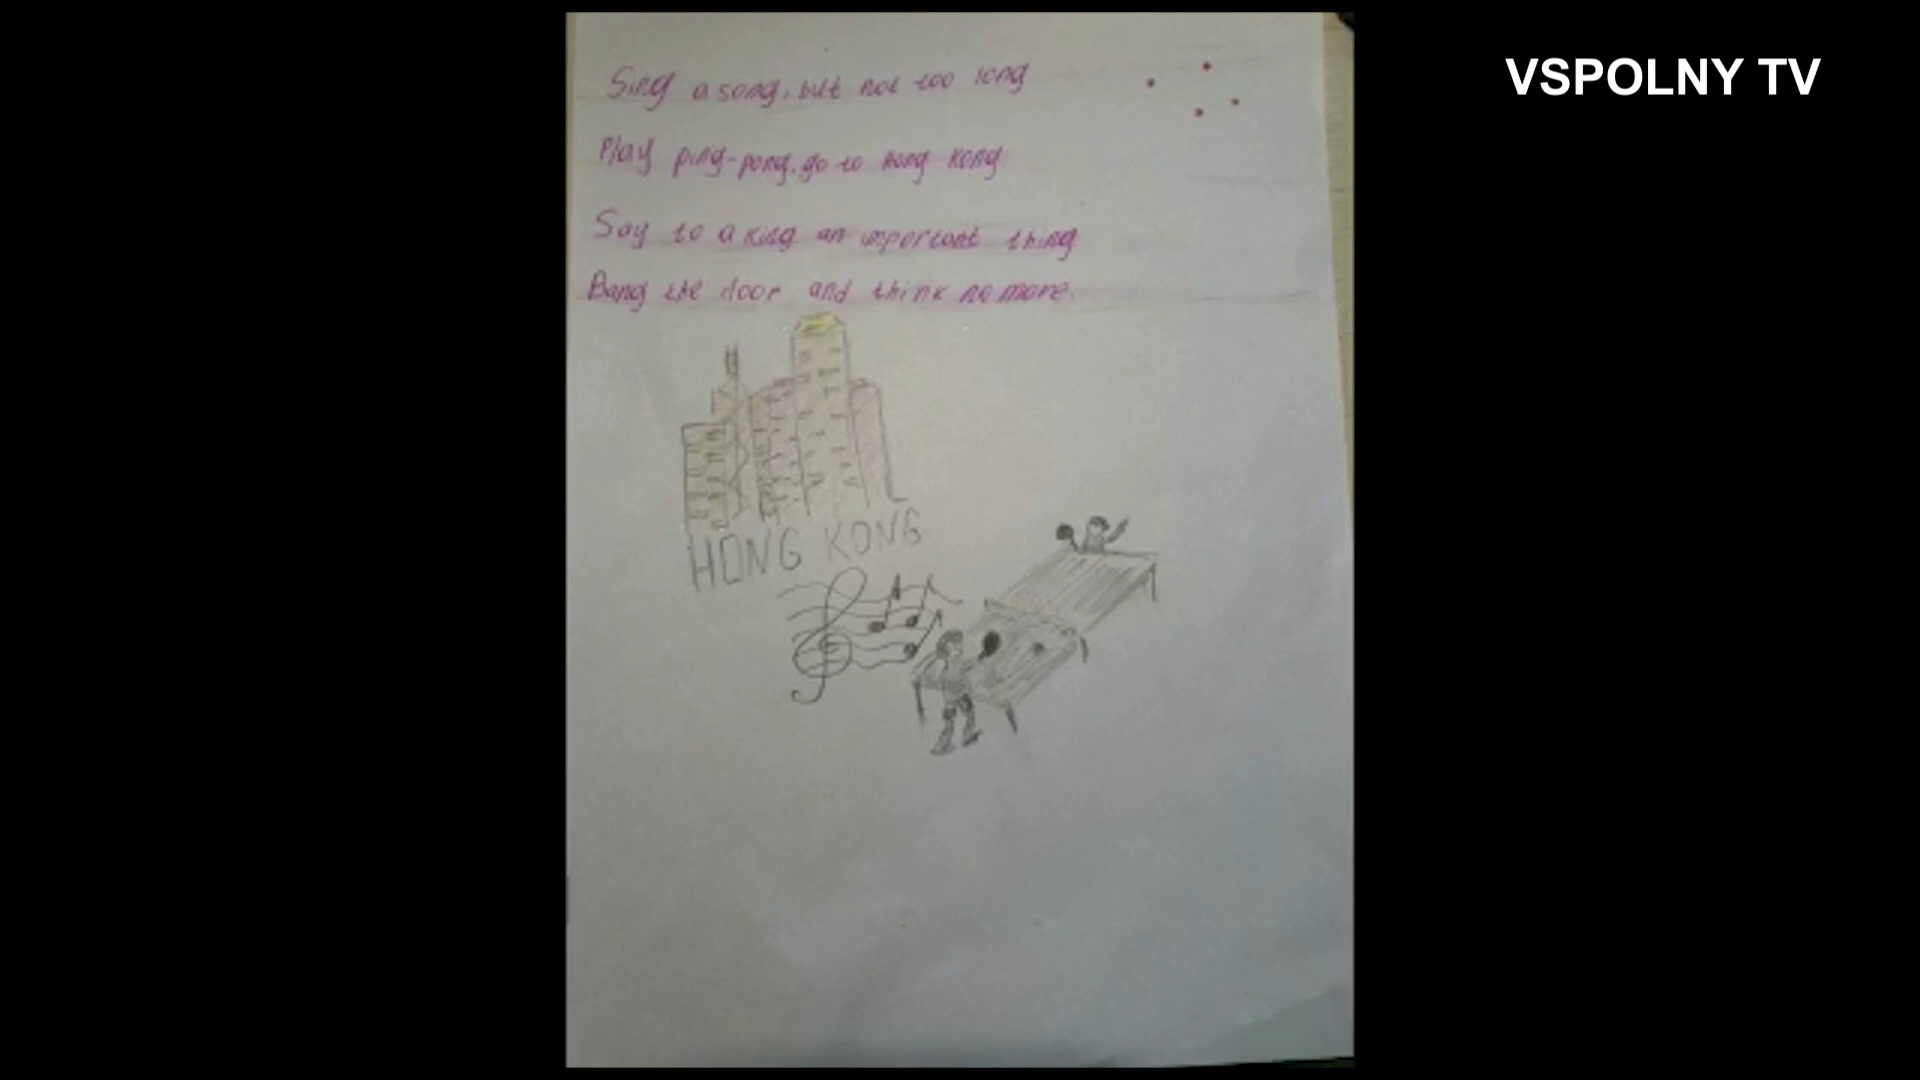 VSPOLNY TV
Sing a song, but not too long
Play ping-pong, go to Hong Kong
Say to a king an important thing
Bang the door and think no more.
HONG KONG